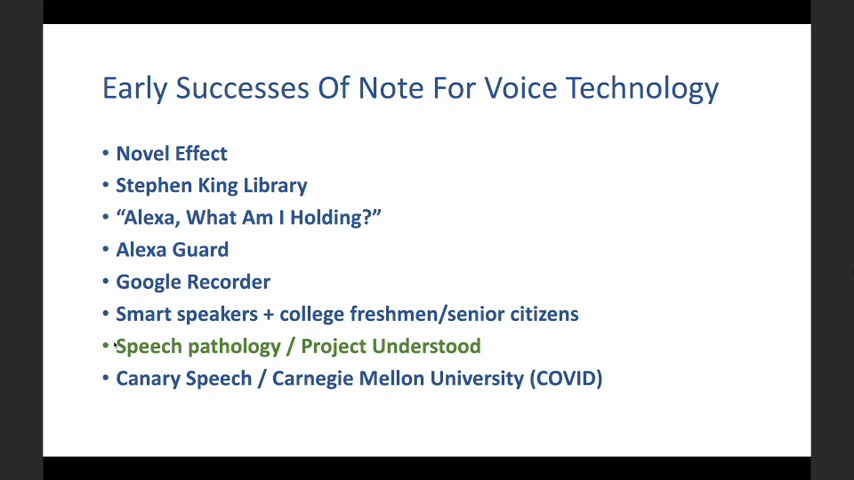 Early Successes Of Note For Voice Technology
• Novel Effect
• Stephen King Library
• “Alexa, What Am I Holding?”
• Alexa Guard
• Google Recorder
• Smart speakers + college freshmen/senior citizens
• Speech pathology / Project Understood
• Canary Speech / Carnegie Mellon University (COVID)